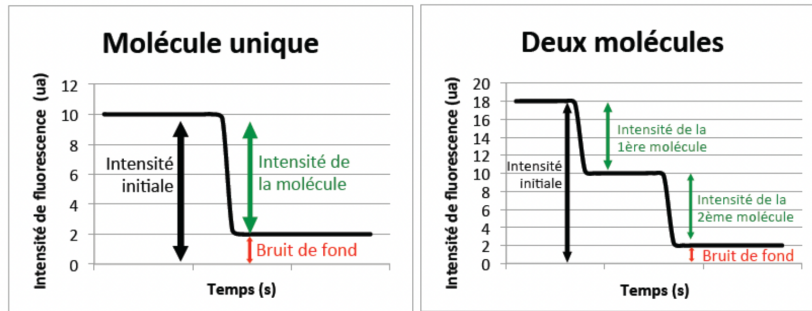 Molécule unique
Intensité de fluorescence (ua)
12
10
8
6
4
2
0
Intensité
initiale
Intensité de
la molécule
Bruit de fond
Temps (s)
Deux molécules
Intensité de fluorescence (ua)
20
18
16
14
12
10
8
6
4
2
0
Intensité
initiale
Intensité de la
1ère molécule
Intensité de la
2ème molécule
Bruit de fond
Temps (s)